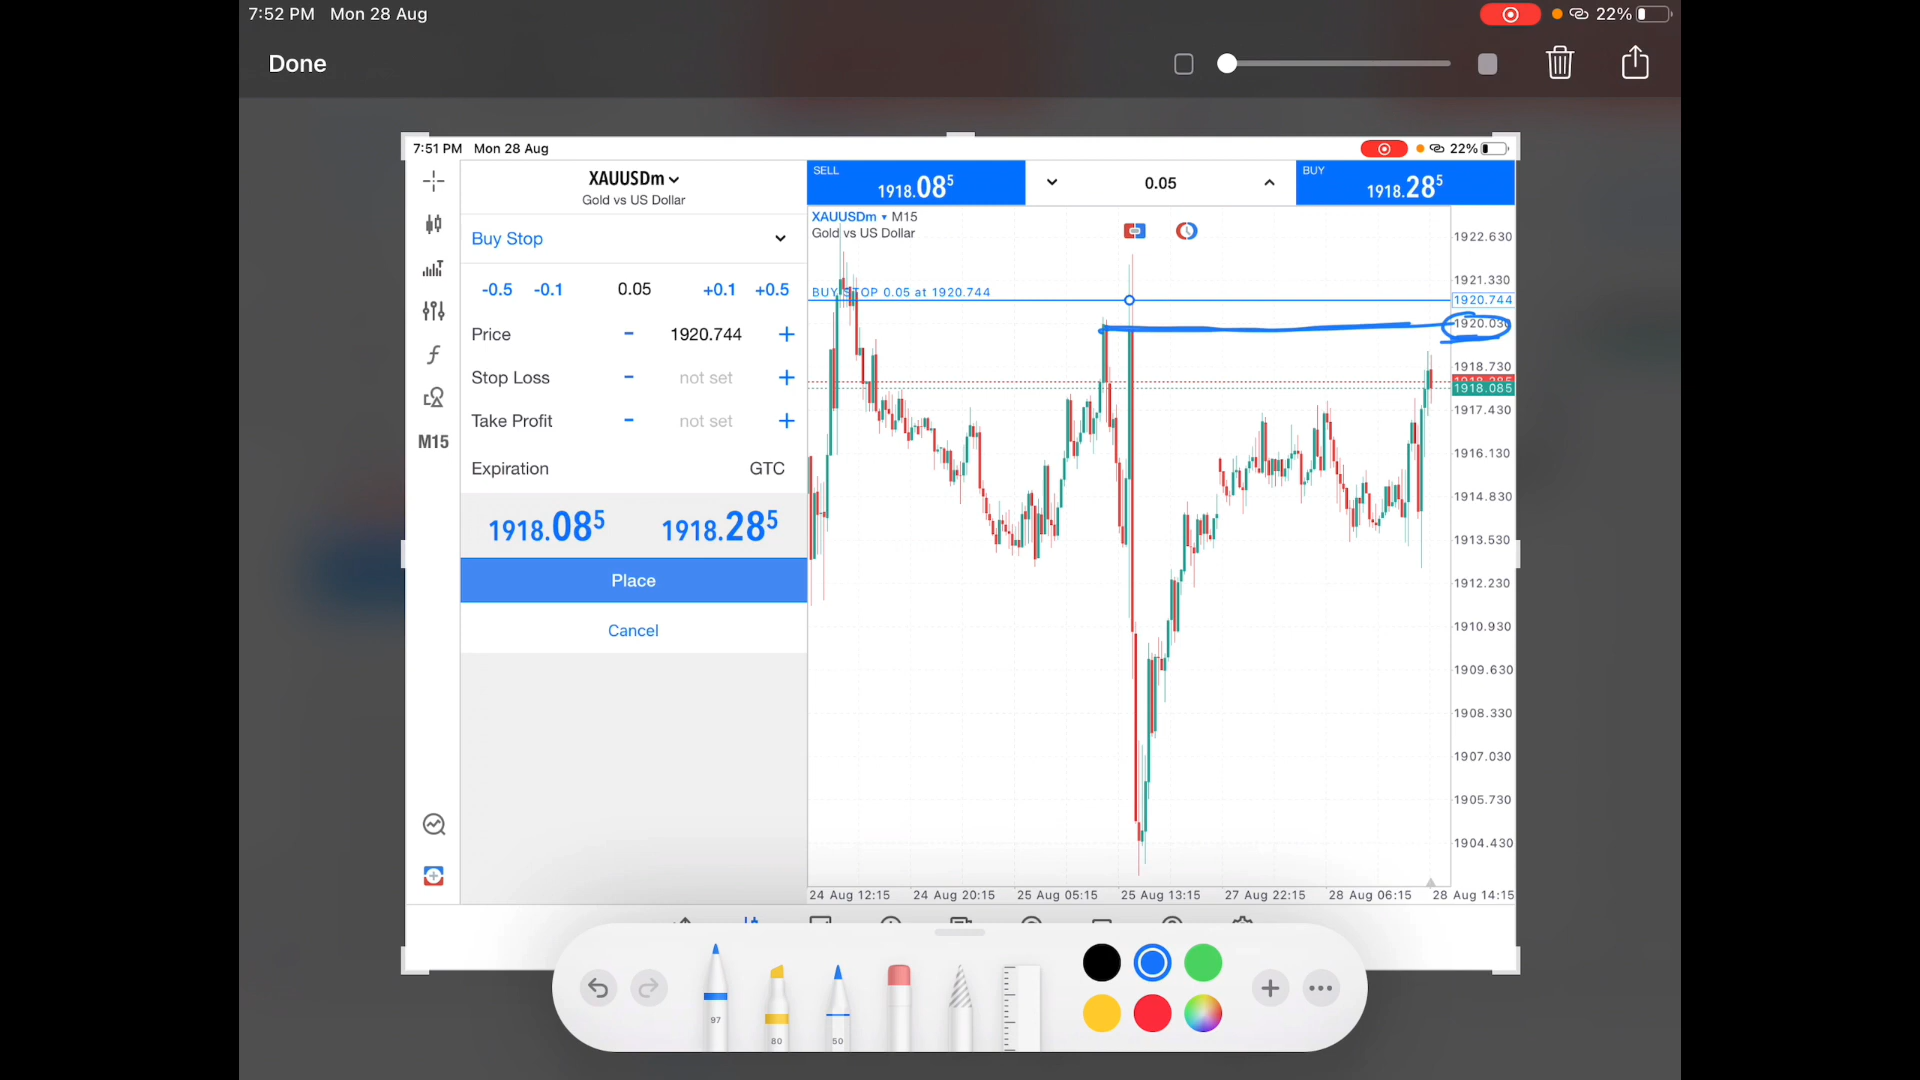 7:52 PM Mon 28 Aug
22%
Done
7:51 PM Mon 28 Aug
22%
XAUUSDm
Gold vs US Dollar
SELL
1918.085
0.05
BUY
1918.285
XAUUSDm M15
Gold vs US Dollar
Buy Stop
-0.5 -0.1 0.05 +0.1 +0.5
Price - 1920.744 +
Stop Loss - not set +
Take Profit - not set +
Expiration GTC
1918.085 1918.285
Place
Cancel
M15
BUY STOP 0.05 at 1920.744
1922.630
1921.330
1920.744
1920.030
1918.730
1918.285
1918.085
1917.430
1916.130
1914.830
1913.530
1912.230
1910.930
1909.630
1908.330
1907.030
1905.730
1904.430
24 Aug 12:15 24 Aug 20:15 25 Aug 05:15 25 Aug 13:15 27 Aug 22:15 28 Aug 06:15 28 Aug 14:15
97 80 50